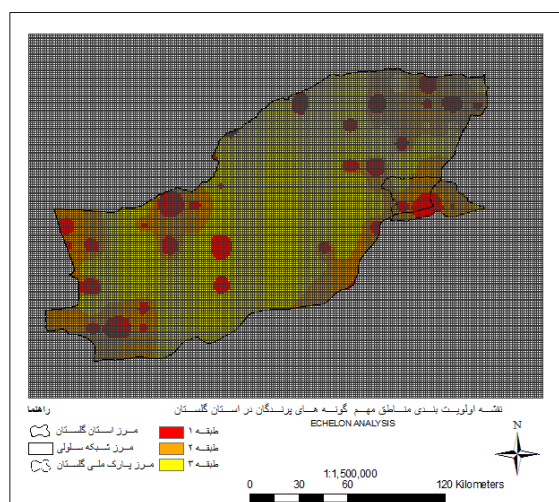 نقشه اولویت بندی مناطق مهم گونه های پرندگان در استان گلستان
ECHELON ANALYSIS
راهنما
مرز استان گلستان
مرز شبکه سلولی
مرز پارک ملی گلستان
طبقه ۱
طبقه ۲
طبقه ۳
N
1:1,500,000
0 30 60 120 Kilometers